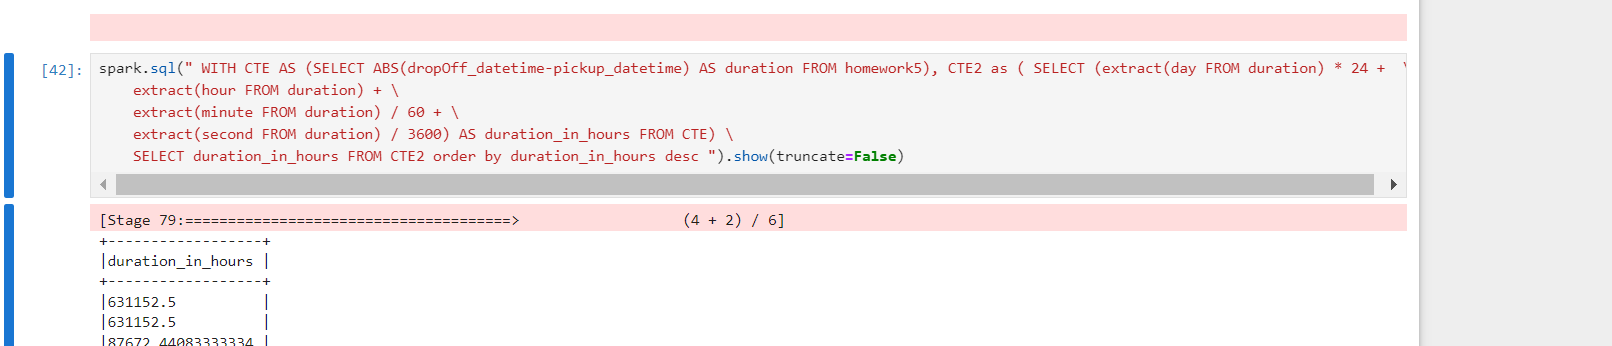 [42]: spark.sql(" WITH CTE AS (SELECT ABS(dropOff_datetime-pickup_datetime) AS duration FROM homework5), CTE2 as ( SELECT (extract(day FROM duration) * 24 +  \
    extract(hour FROM duration) + \
    extract(minute FROM duration) / 60 + \
    extract(second FROM duration) / 3600) AS duration_in_hours FROM CTE) \
    SELECT duration_in_hours FROM CTE2 order by duration_in_hours desc ").show(truncate=False)
[Stage 79:======================================>                   (4 + 2) / 6]
+------------------+
|duration_in_hours |
+------------------+
|631152.5          |
|631152.5          |
|87672.44083333334 |